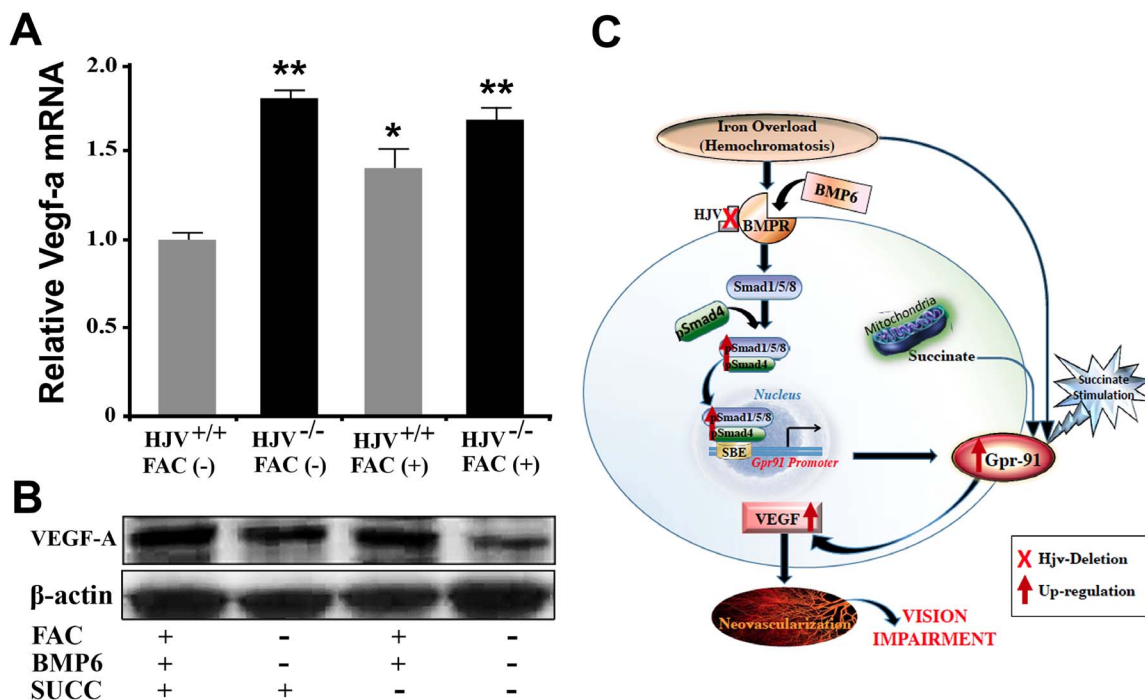 A
Relative Vegf-a mRNA
2.0
1.5
1.0
0.5
0
**
*
**
HJV+/+ HJV-/- HJV+/+ HJV-/-
FAC (-) FAC (-) FAC (+) FAC (+)
B
VEGF-A
β-actin
FAC + - + -
BMP6 + - + -
SUCC + + - -
C
Iron Overload
(Hemochromatosis)
BMP6
HJV
X
BMPR
Smad1/5/8
pSmad4
pSmad1/5/8
pSmad4
Mitochondria
Succinate
Succinate
Stimulation
Nucleus
pSmad1/5/8
pSmad4
SBE
Gpr91 Promoter
Gpr-91
VEGF
Neovascularization
VISION
IMPAIRMENT
X Hjv-Deletion
Up-regulation